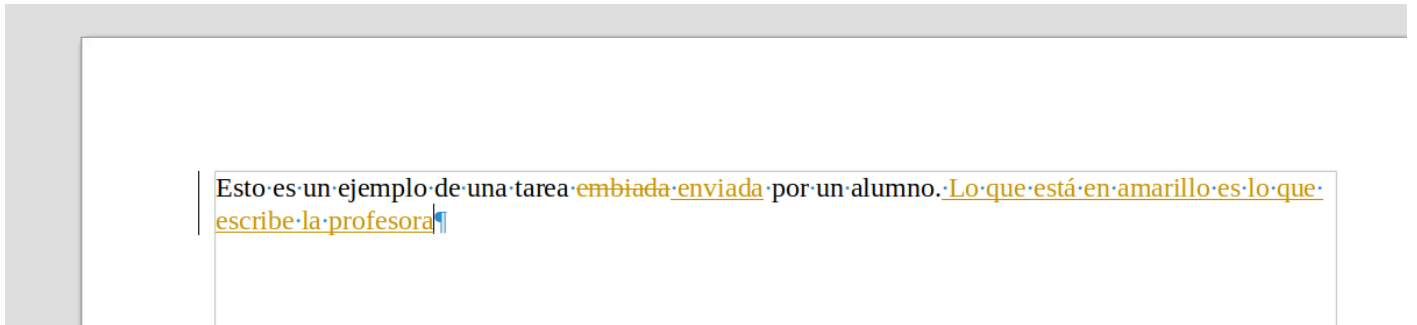 Esto es un ejemplo de una tarea embiada enviada por un alumno. Lo que está en amarillo es lo que
escribe la profesora¶